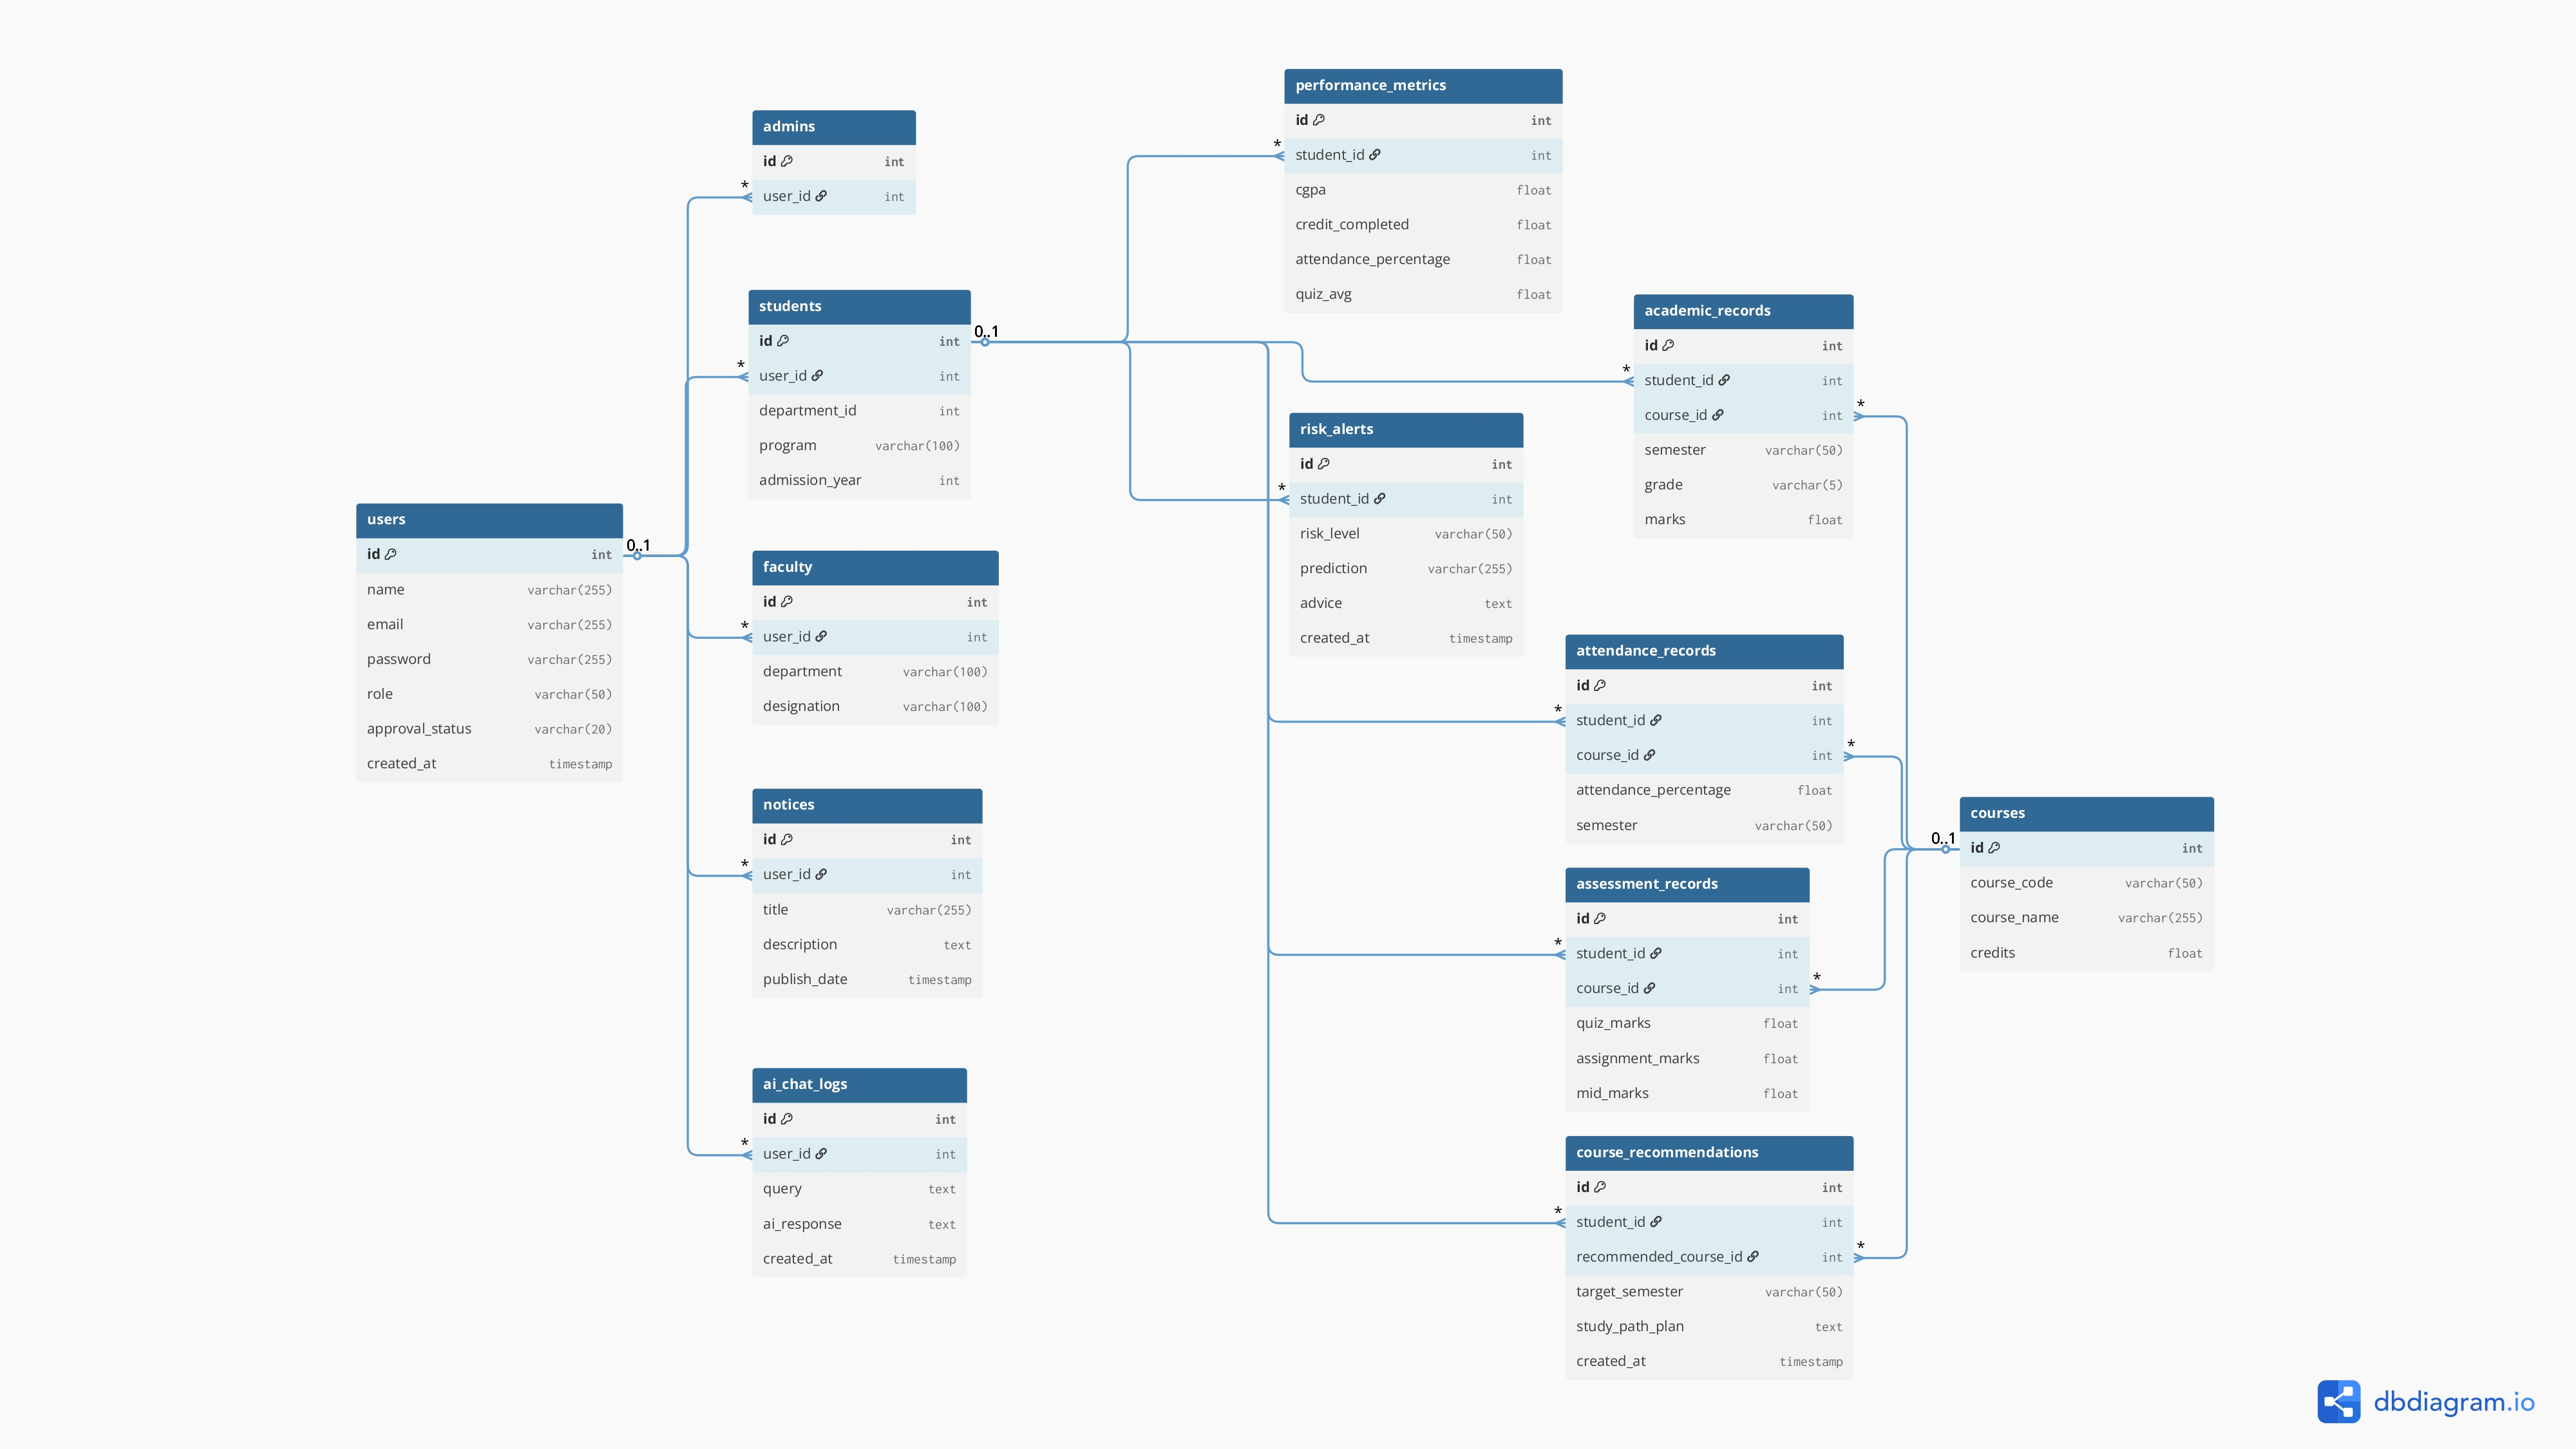 users
id int
name varchar(255)
email varchar(255)
password varchar(255)
role varchar(50)
approval_status varchar(20)
created_at timestamp
0..1
admins
id int
* user_id int
students
id int
0..1
* user_id int
department_id int
program varchar(100)
admission_year int
faculty
id int
* user_id int
department varchar(100)
designation varchar(100)
notices
id int
* user_id int
title varchar(255)
description text
publish_date timestamp
ai_chat_logs
id int
* user_id int
query text
ai_response text
created_at timestamp
performance_metrics
id int
* student_id int
cgpa float
credit_completed float
attendance_percentage float
quiz_avg float
risk_alerts
id int
* student_id int
risk_level varchar(50)
prediction varchar(255)
advice text
created_at timestamp
academic_records
id int
* student_id int
course_id int *
semester varchar(50)
grade varchar(5)
marks float
attendance_records
id int
* student_id int
course_id int *
attendance_percentage float
semester varchar(50)
assessment_records
id int
* student_id int
course_id int *
quiz_marks float
assignment_marks float
mid_marks float
course_recommendations
id int
* student_id int
recommended_course_id int *
target_semester varchar(50)
study_path_plan text
created_at timestamp
courses
0..1
id int
course_code varchar(50)
course_name varchar(255)
credits float
dbdiagram.io